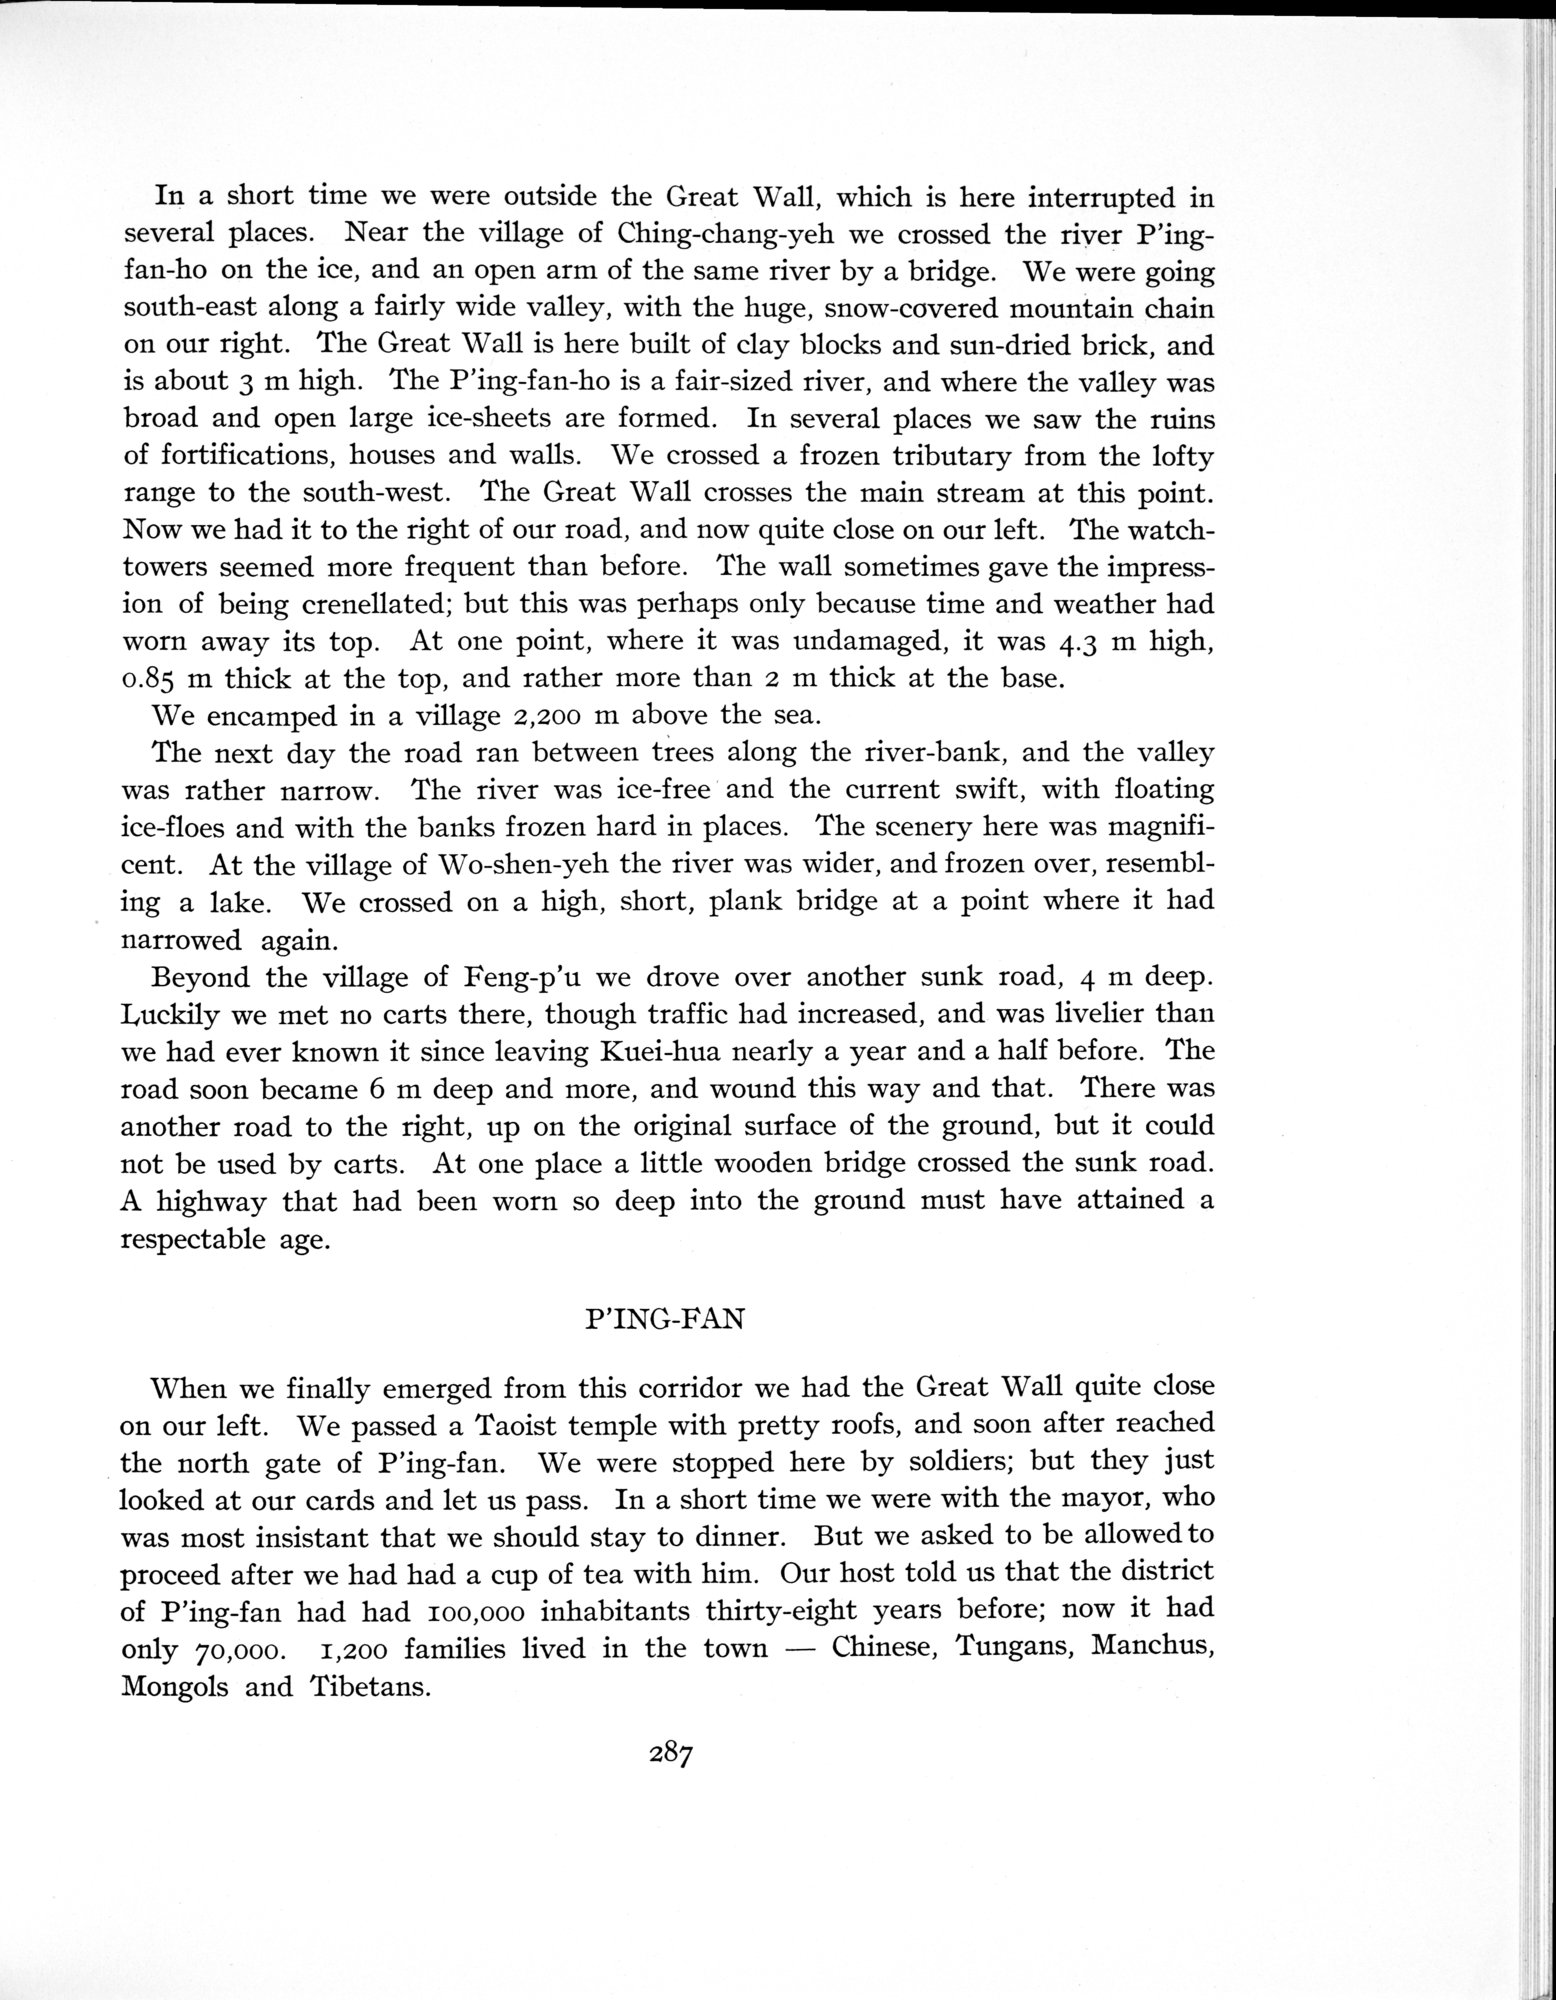 In a short time we were outside the Great Wall, which is here interrupted in
several places. Near the village of Ching-chang-yeh we crossed the river P'ing-
fan-ho on the ice, and an open arm of the same river by a bridge. We were going
south-east along a fairly wide valley, with the huge, snow-covered mountain chain
on our right. The Great Wall is here built of clay blocks and sun-dried brick, and
is about 3 m high. The P'ing-fan-ho is a fair-sized river, and where the valley was
broad and open large ice-sheets are formed. In several places we saw the ruins
of fortifications, houses and walls. We crossed a frozen tributary from the lofty
range to the south-west. The Great Wall crosses the main stream at this point.
Now we had it to the right of our road, and now quite close on our left. The watch-
towers seemed more frequent than before. The wall sometimes gave the impress-
ion of being crenellated; but this was perhaps only because time and weather had
worn away its top. At one point, where it was undamaged, it was 4.3 m high,
0.85 m thick at the top, and rather more than 2 m thick at the base.
We encamped in a village 2,200 m above the sea.
The next day the road ran between trees along the river-bank, and the valley
was rather narrow. The river was ice-free and the current swift, with floating
ice-floes and with the banks frozen hard in places. The scenery here was magnifi-
cent. At the village of Wo-shen-yeh the river was wider, and frozen over, resembl-
ing a lake. We crossed on a high, short, plank bridge at a point where it had
narrowed again.
Beyond the village of Feng-p'u we drove over another sunk road, 4 m deep.
Luckily we met no carts there, though traffic had increased, and was livelier than
we had ever known it since leaving Kuei-hua nearly a year and a half before. The
road soon became 6 m deep and more, and wound this way and that. There was
another road to the right, up on the original surface of the ground, but it could
not be used by carts. At one place a little wooden bridge crossed the sunk road.
A highway that had been worn so deep into the ground must have attained a
respectable age.
P'ING-FAN
When we finally emerged from this corridor we had the Great Wall quite close
on our left. We passed a Taoist temple with pretty roofs, and soon after reached
the north gate of P'ing-fan. We were stopped here by soldiers; but they just
looked at our cards and let us pass. In a short time we were with the mayor, who
was most insistant that we should stay to dinner. But we asked to be allowed to
proceed after we had had a cup of tea with him. Our host told us that the district
of P'ing-fan had had 100,000 inhabitants thirty-eight years before; now it had
only 70,000. 1,200 families lived in the town — Chinese, Tungans, Manchus,
Mongols and Tibetans.
287